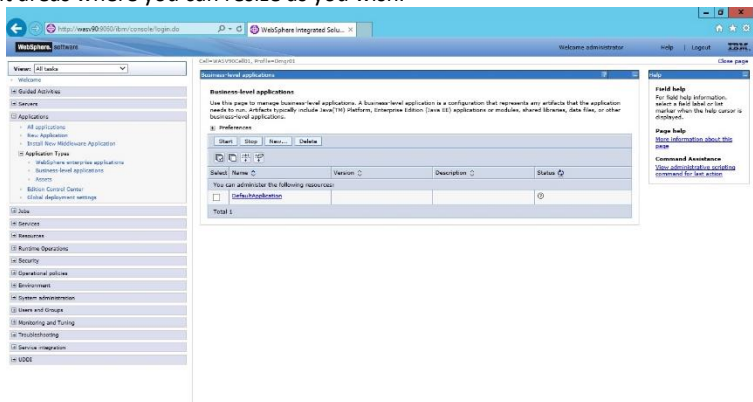 t areas where you can resize as you wish.
http://wasv90:9060/ibm/console/login.do
WebSphere Integrated Solu...
WebSphere. software
Welcome administrator
Help | Logout
IBM.
View: All tasks
Cell=WASV90Cell01, Profile=Dmgr01
Close page
Welcome
Guided Activities
Servers
Applications
All applications
New Application
Install New Middleware Application
Application Types
WebSphere enterprise applications
Business-level applications
Assets
Edition Control Center
Global deployment settings
Jobs
Services
Resources
Runtime Operations
Security
Operational policies
Environment
System administration
Users and Groups
Monitoring and Tuning
Troubleshooting
Service integration
UDDI
Business-level applications
Business-level applications
Use this page to manage business-level applications. A business-level application is a configuration that represents any artifacts that the application
needs to run. Artifacts typically include Java(TM) Platform, Enterprise Edition (Java EE) applications or modules, shared libraries, data files, or other
business-level applications.
Preferences
Start Stop New... Delete
Select Name Version Description Status
You can administer the following resources:
DefaultApplication
Total 1
Help
Field help
For field help information,
select a field label or list
marker when the help cursor is
displayed.
Page help
More information about this
page
Command Assistance
View administrative scripting
command for last action